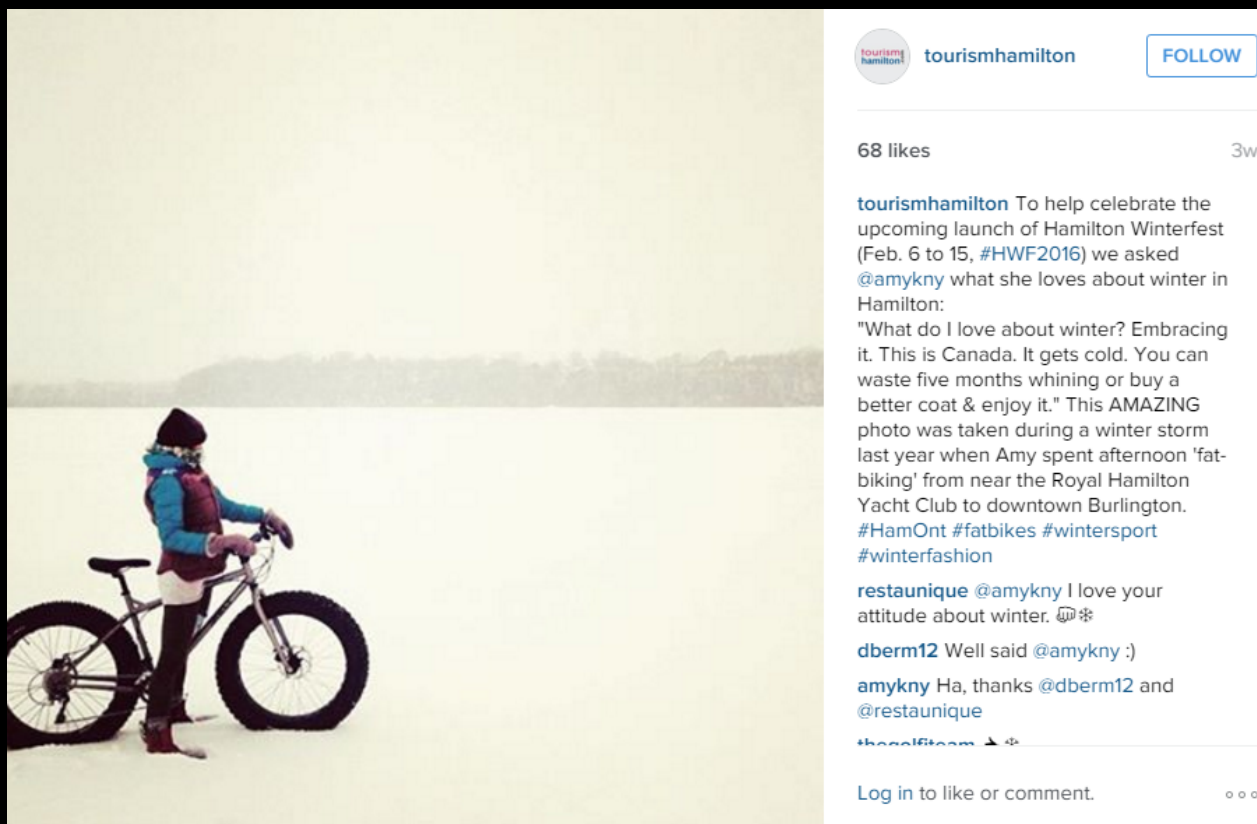 tourism
hamilton
tourismhamilton
FOLLOW
68 likes
3w
tourismhamilton To help celebrate the
upcoming launch of Hamilton Winterfest
(Feb. 6 to 15, #HWF2016) we asked
@amykny what she loves about winter in
Hamilton:
"What do I love about winter? Embracing
it. This is Canada. It gets cold. You can
waste five months whining or buy a
better coat & enjoy it." This AMAZING
photo was taken during a winter storm
last year when Amy spent afternoon 'fat-
biking' from near the Royal Hamilton
Yacht Club to downtown Burlington.
#HamOnt #fatbikes #wintersport
#winterfashion
restaunique @amykny I love your
attitude about winter. 👊❄
dberm12 Well said @amykny :)
amykny Ha, thanks @dberm12 and
@restaunique
Log in to like or comment.